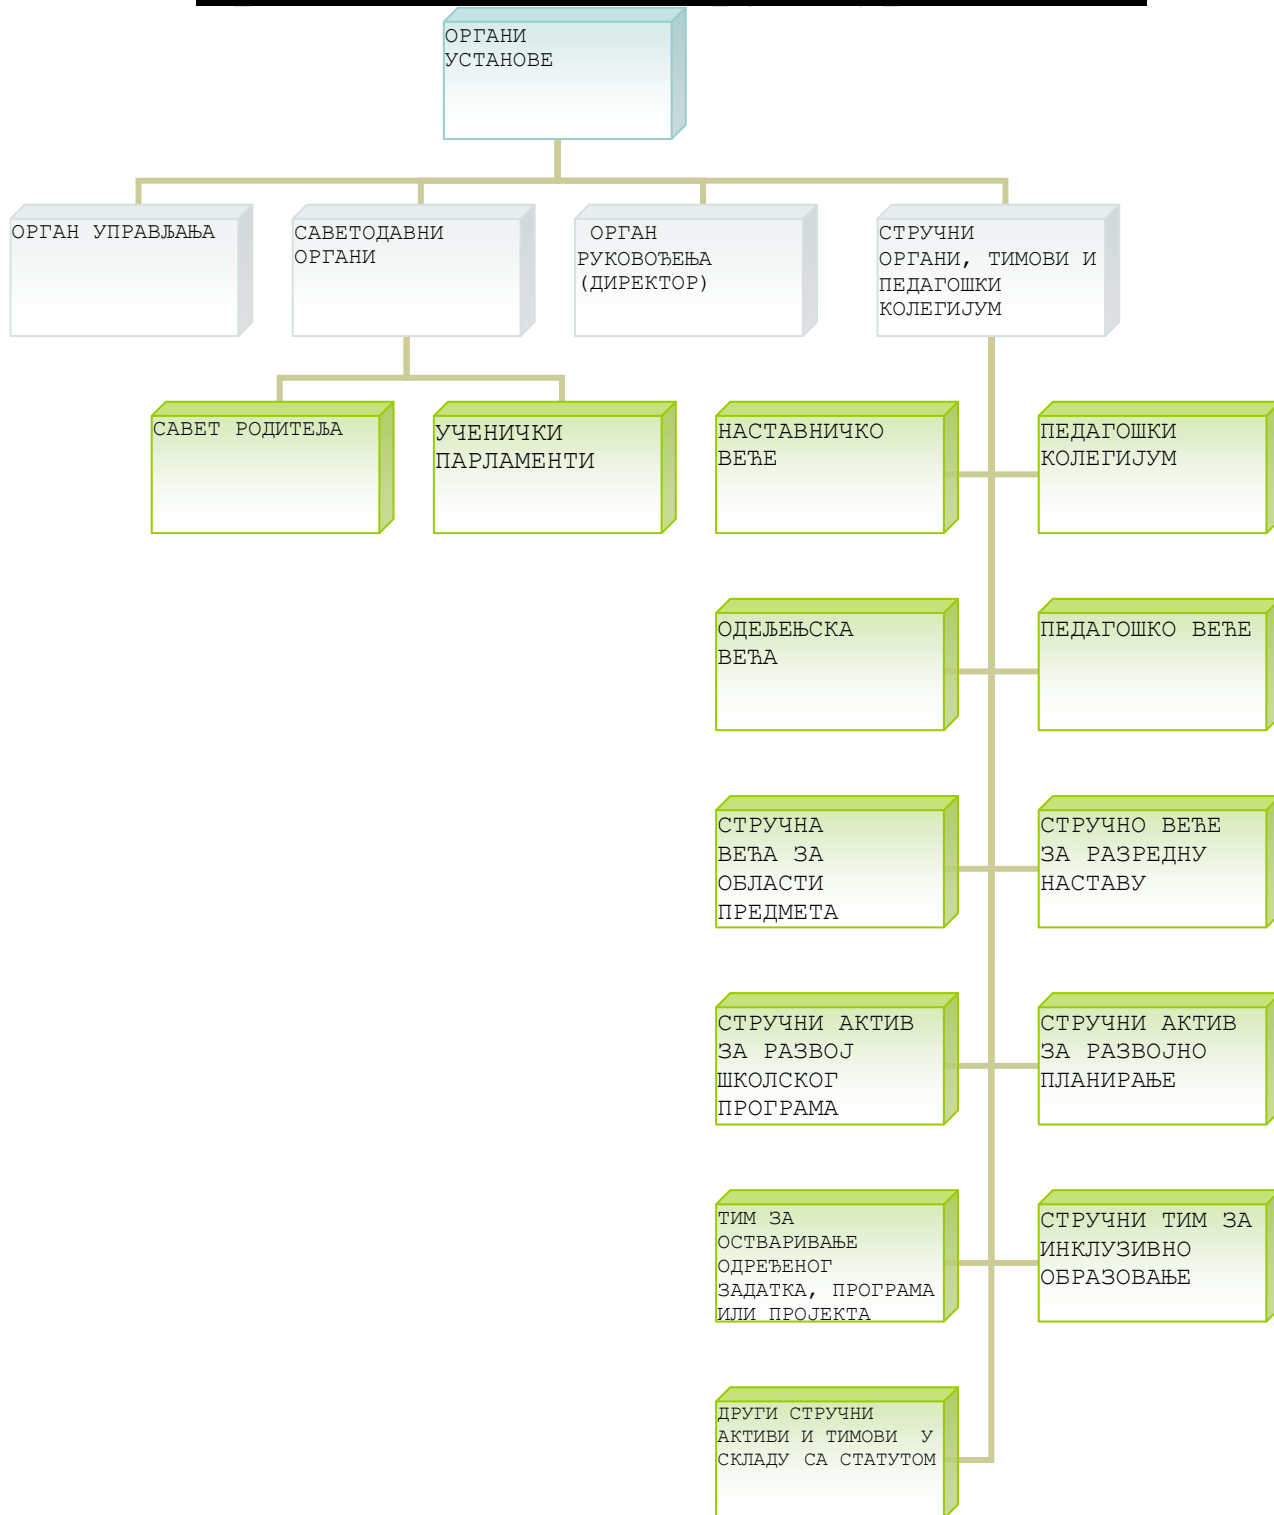 ОРГАНИ
УСТАНОВЕ
ОРГАН УПРАВЉАЊА
САВЕТОДАВНИ
ОРГАНИ
ОРГАН
РУКОВОЂЕЊА
(ДИРЕКТОР)
СТРУЧНИ
ОРГАНИ, ТИМОВИ И
ПЕДАГОШКИ
КОЛЕГИЈУМ
САВЕТ РОДИТЕЉА
УЧЕНИЧКИ
ПАРЛАМЕНТИ
НАСТАВНИЧКО
ВЕЋЕ
ПЕДАГОШКИ
КОЛЕГИЈУМ
ОДЕЉЕЊСКА
ВЕЋА
ПЕДАГОШКО ВЕЋЕ
СТРУЧНА
ВЕЋА ЗА
ОБЛАСТИ
ПРЕДМЕТА
СТРУЧНО ВЕЋЕ
ЗА РАЗРЕДНУ
НАСТАВУ
СТРУЧНИ АКТИВ
ЗА РАЗВОЈ
ШКОЛСКОГ
ПРОГРАМА
СТРУЧНИ АКТИВ
ЗА РАЗВОЈНО
ПЛАНИРАЊЕ
ТИМ ЗА
ОСТВАРИВАЊЕ
ОДРЕЂЕНОГ
ЗАДАТКА, ПРОГРАМА
ИЛИ ПРОЈЕКТА
СТРУЧНИ ТИМ ЗА
ИНКЛУЗИВНО
ОБРАЗОВАЊЕ
ДРУГИ СТРУЧНИ
АКТИВИ И ТИМОВИ У
СКЛАДУ СА СТАТУТОМ